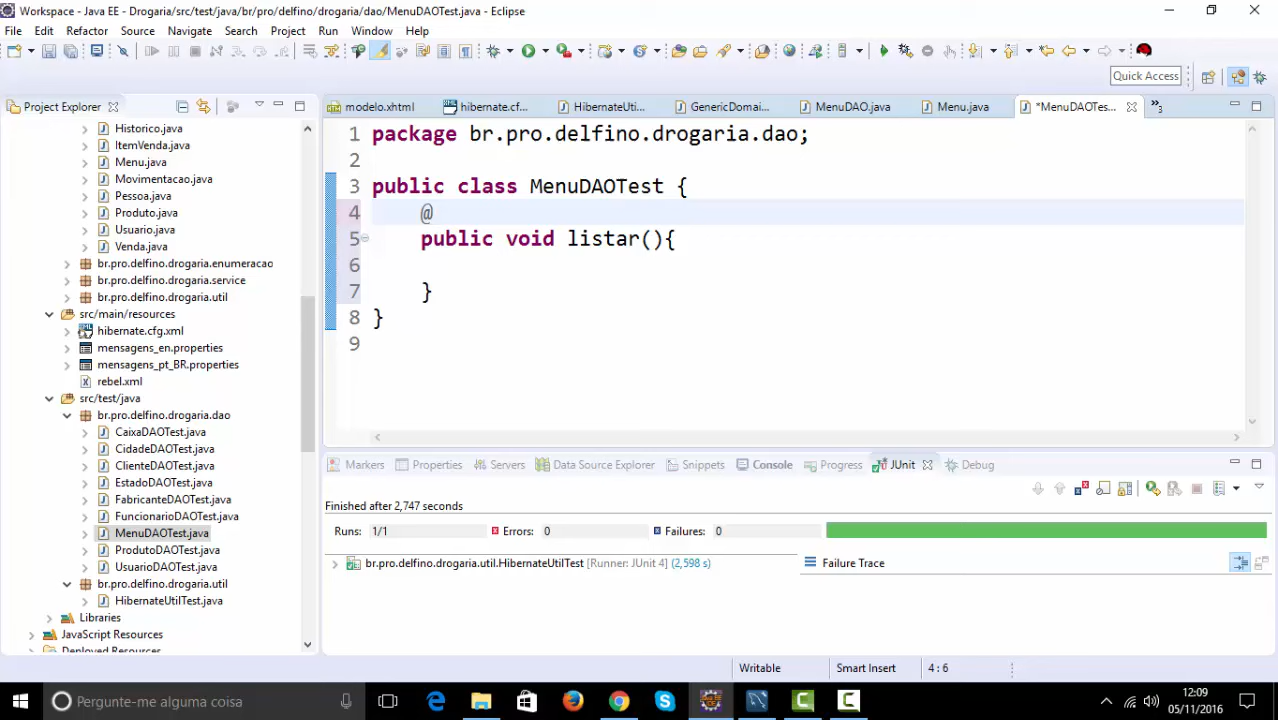 Workspace - Java EE - Drogaria/src/test/java/br/pro/delfino/drogaria/dao/MenuDAOTest.java - Eclipse
File Edit Refactor Source Navigate Search Project Run Window Help
Quick Access
Project Explorer
Historico.java
ItemVenda.java
Menu.java
Movimentacao.java
Pessoa.java
Produto.java
Usuario.java
Venda.java
br.pro.delfino.drogaria.enumeracao
br.pro.delfino.drogaria.service
br.pro.delfino.drogaria.util
src/main/resources
hibernate.cfg.xml
mensagens_en.properties
mensagens_pt_BR.properties
rebel.xml
src/test/java
br.pro.delfino.drogaria.dao
CaixaDAOTest.java
CidadeDAOTest.java
ClienteDAOTest.java
EstadoDAOTest.java
FabricanteDAOTest.java
FuncionarioDAOTest.java
MenuDAOTest.java
ProdutoDAOTest.java
UsuarioDAOTest.java
br.pro.delfino.drogaria.util
HibernateUtilTest.java
Libraries
JavaScript Resources
Deployed Resources
modelo.xhtml hibernate.cf... HibernateUti... GenericDomai... MenuDAO.java Menu.java *MenuDAOTes... 3
1 package br.pro.delfino.drogaria.dao;
2
3 public class MenuDAOTest {
4 @
5 public void listar(){
6
7 }
8 }
9
Markers Properties Servers Data Source Explorer Snippets Console Progress JUnit Debug
Finished after 2,747 seconds
Runs: 1/1 Errors: 0 Failures: 0
br.pro.delfino.drogaria.util.HibernateUtilTest [Runner: JUnit 4] (2,598 s)
Failure Trace
Writable Smart Insert 4 : 6
Pergunte-me alguma coisa
12:09
05/11/2016